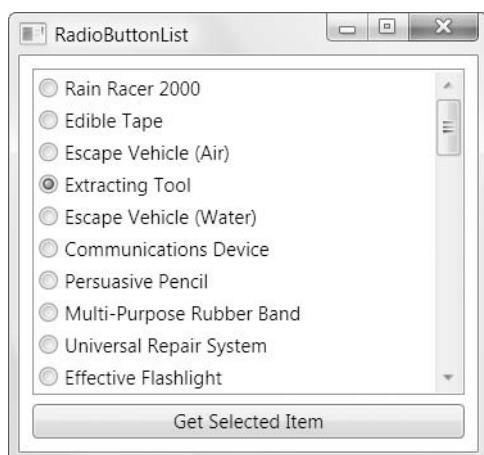 RadioButtonList
Rain Racer 2000
Edible Tape
Escape Vehicle (Air)
Extracting Tool
Escape Vehicle (Water)
Communications Device
Persuasive Pencil
Multi-Purpose Rubber Band
Universal Repair System
Effective Flashlight
Get Selected Item